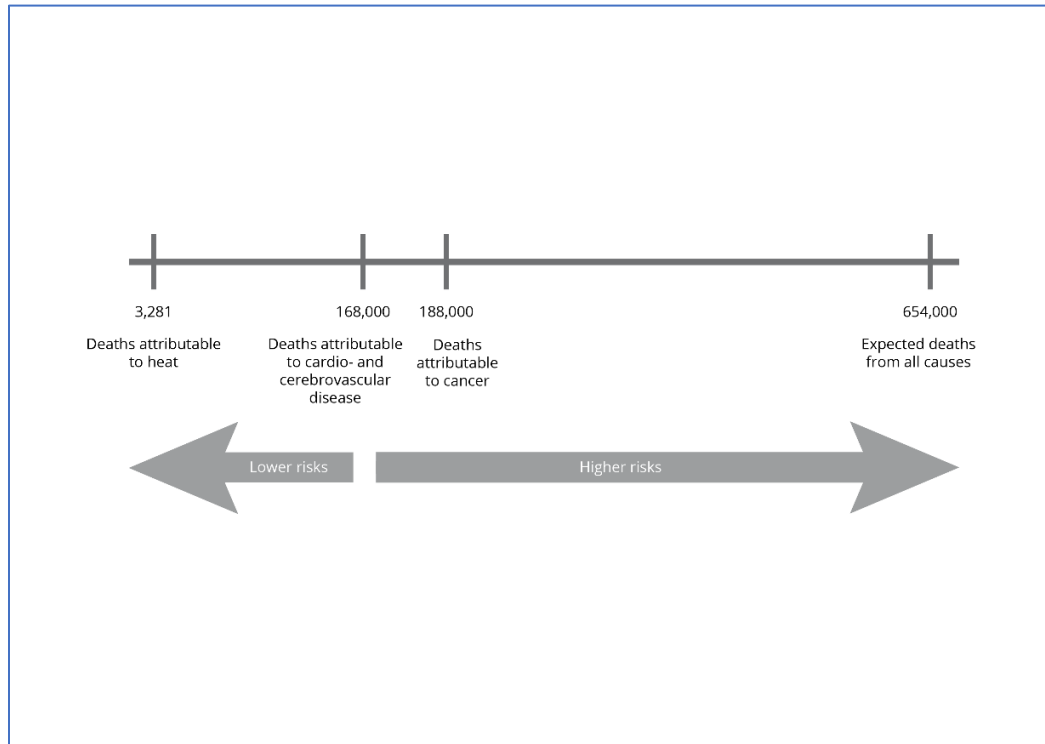 3,281
Deaths attributable
to heat
168,000
Deaths attributable
to cardio- and
cerebrovascular
disease
188,000
Deaths
attributable
to cancer
654,000
Expected deaths
from all causes
Lower risks
Higher risks